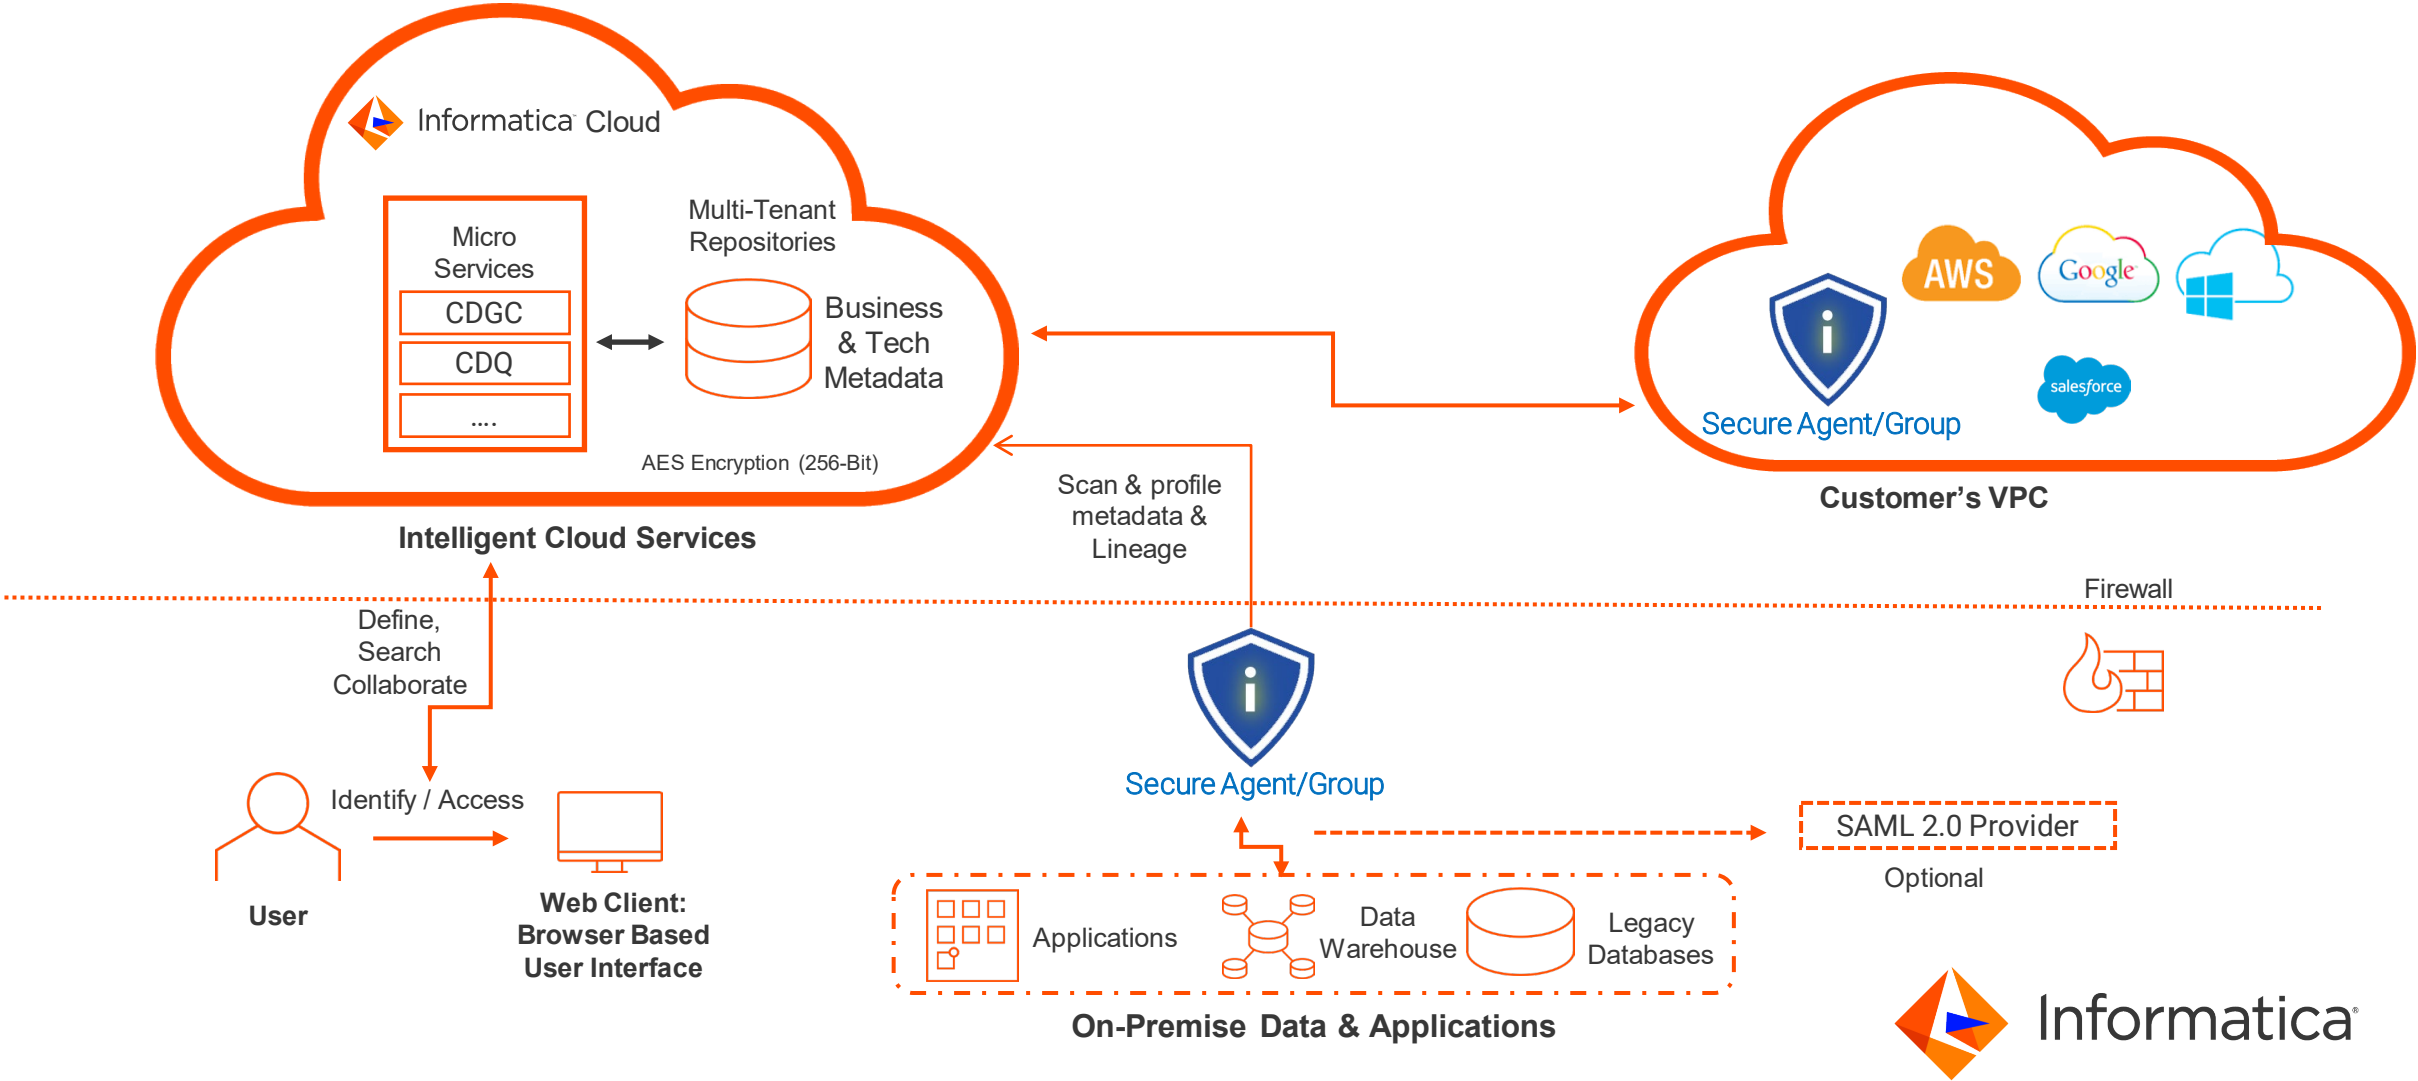 Informatica Cloud
Micro
Services
CDGC
CDQ
....
Multi-Tenant
Repositories
Business
& Tech
Metadata
AES Encryption (256-Bit)
Intelligent Cloud Services
AWS
Google
salesforce
i
Secure Agent/Group
Customer's VPC
Scan & profile
metadata &
Lineage
Firewall
Define,
Search
Collaborate
i
Secure Agent/Group
Identify / Access
User
Web Client:
Browser Based
User Interface
SAML 2.0 Provider
Optional
Applications
Data
Warehouse
Legacy
Databases
On-Premise Data & Applications
Informatica®